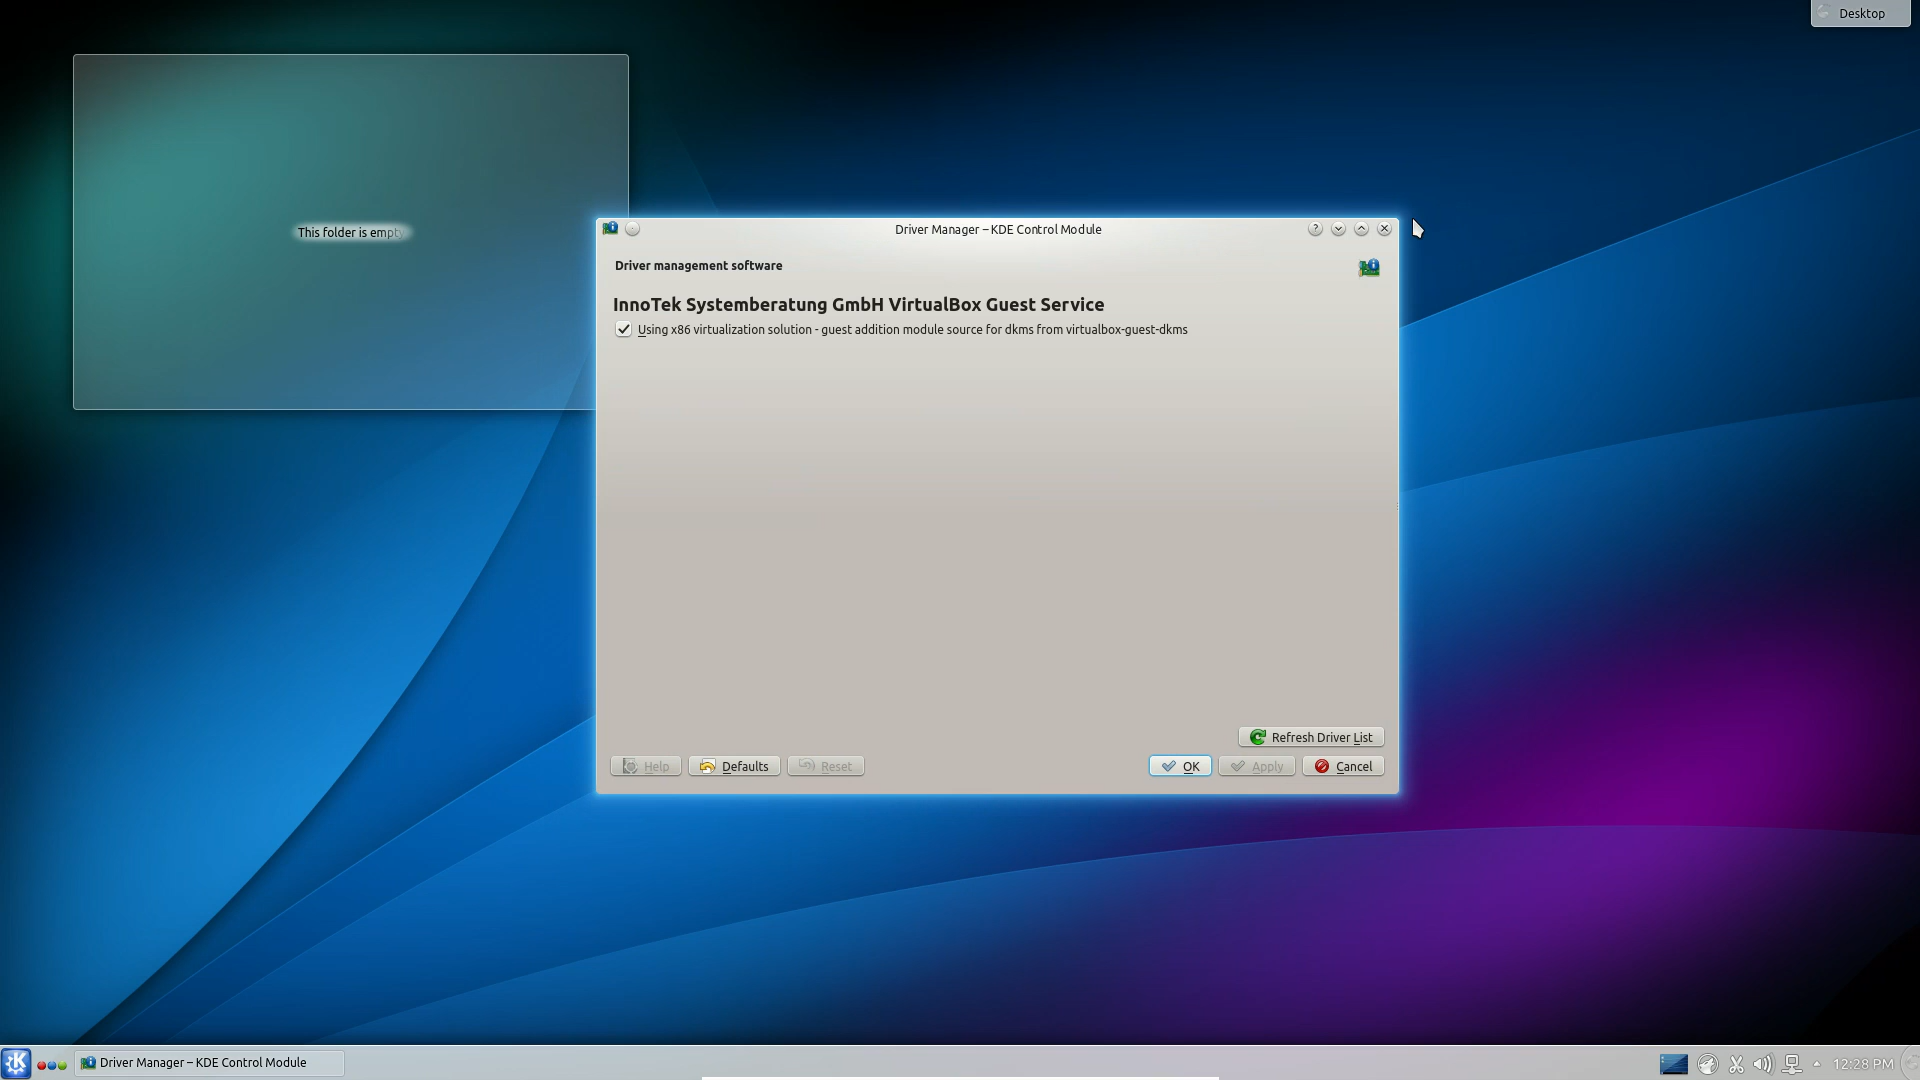 Desktop
This folder is empty
Driver Manager – KDE Control Module
Driver management software
InnoTek Systemberatung GmbH VirtualBox Guest Service
Using x86 virtualization solution - guest addition module source for dkms from virtualbox-guest-dkms
Refresh Driver List
Help Defaults Reset OK Apply Cancel
Driver Manager – KDE Control Module
12:28 PM